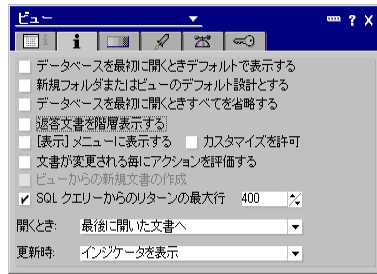 ビュー
? X
i
データベースを最初に開くときデフォルトで表示する
新規フォルダまたはビューのデフォルト設計とする
データベースを最初に開くときすべてを省略する
返答文書を階層表示する
[表示] メニューに表示する カスタマイズを許可
文書が変更される毎にアクションを評価する
ビューからの新規文書の作成
SQL クエリーからのリターンの最大行 400
開くとき: 最後に開いた文書へ
更新時: インジケータを表示